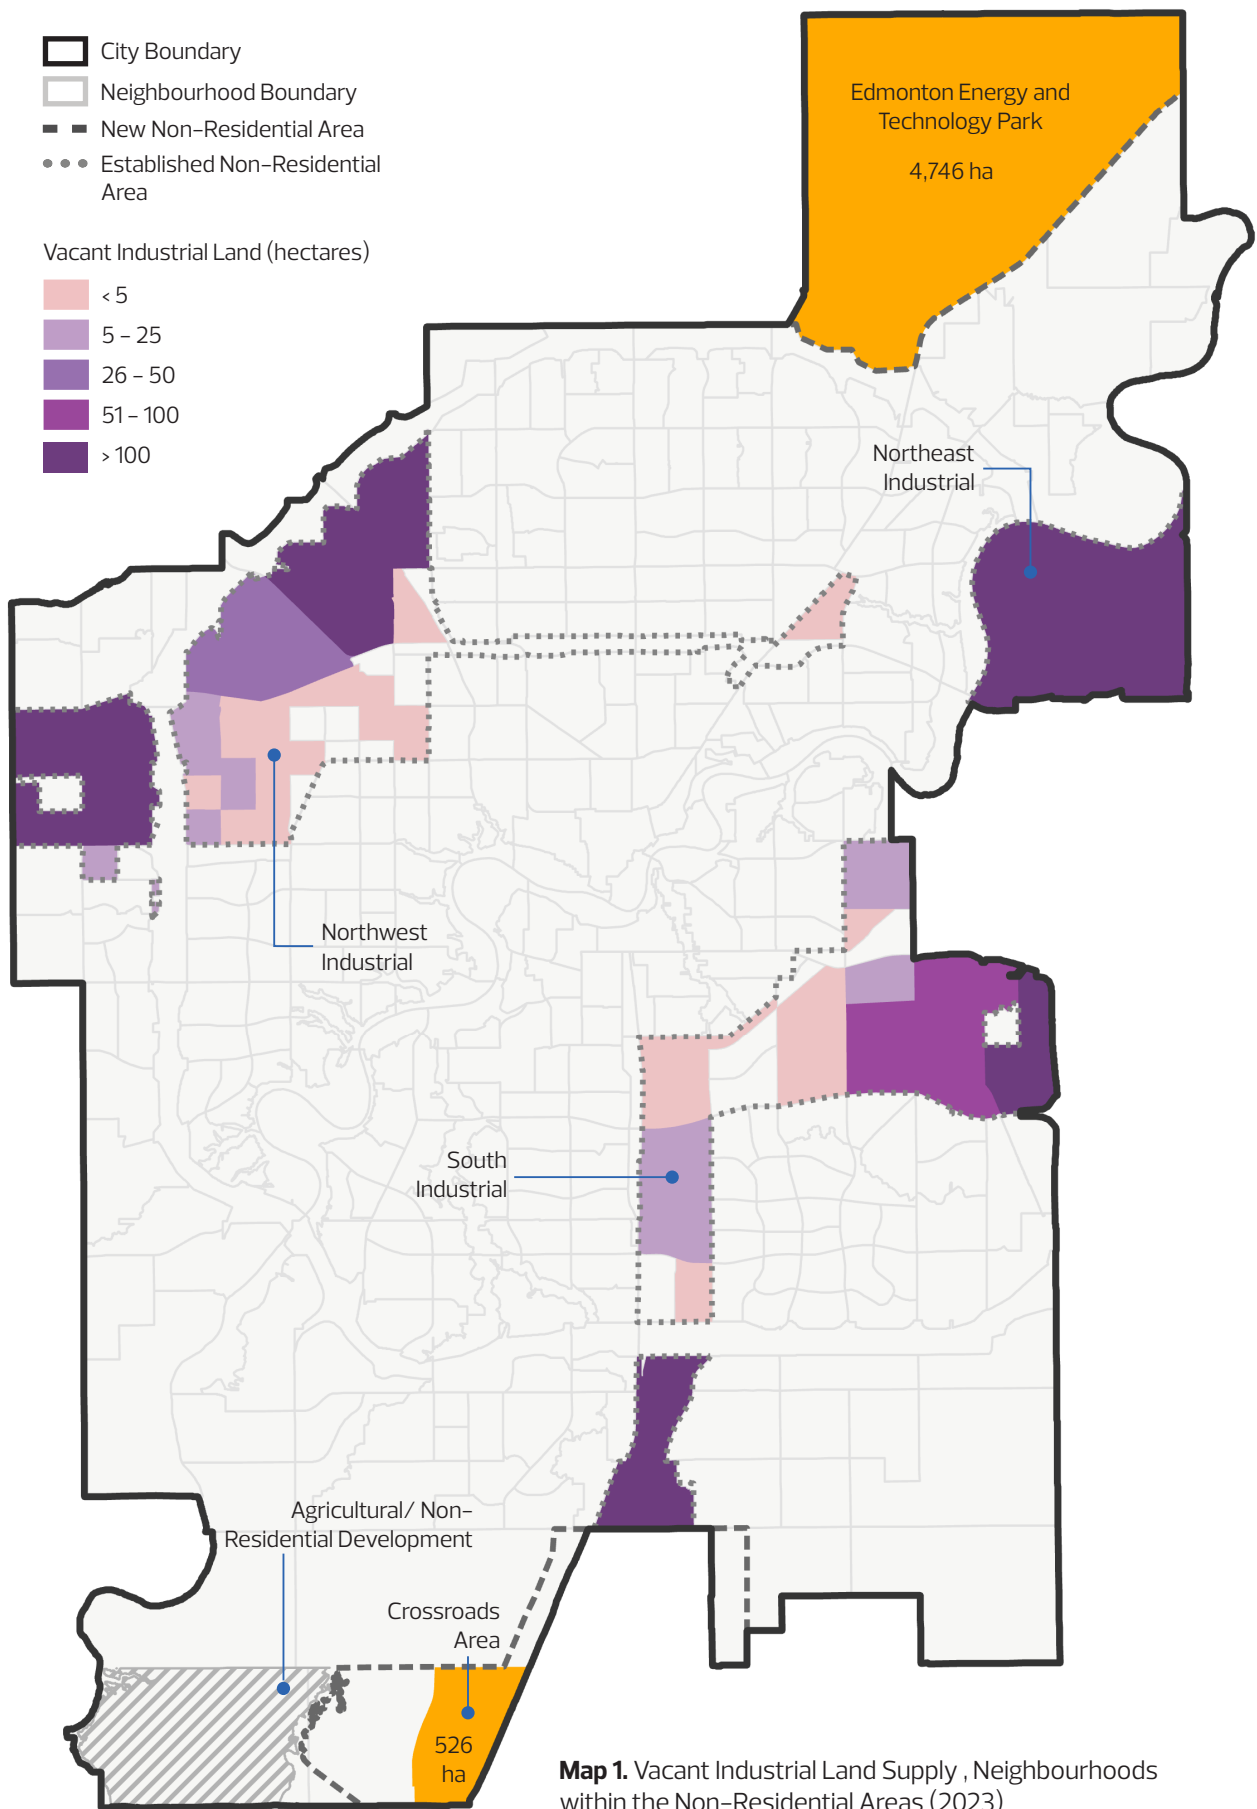 City Boundary
Neighbourhood Boundary
New Non-Residential Area
Established Non-Residential
Area
Vacant Industrial Land (hectares)
< 5
5 - 25
26 - 50
51 - 100
> 100
Edmonton Energy and
Technology Park
4,746 ha
Northeast
Industrial
Northwest
Industrial
South
Industrial
Agricultural/ Non-
Residential Development
Crossroads
Area
526
ha
Map 1. Vacant Industrial Land Supply , Neighbourhoods
within the Non-Residential Areas (2023)